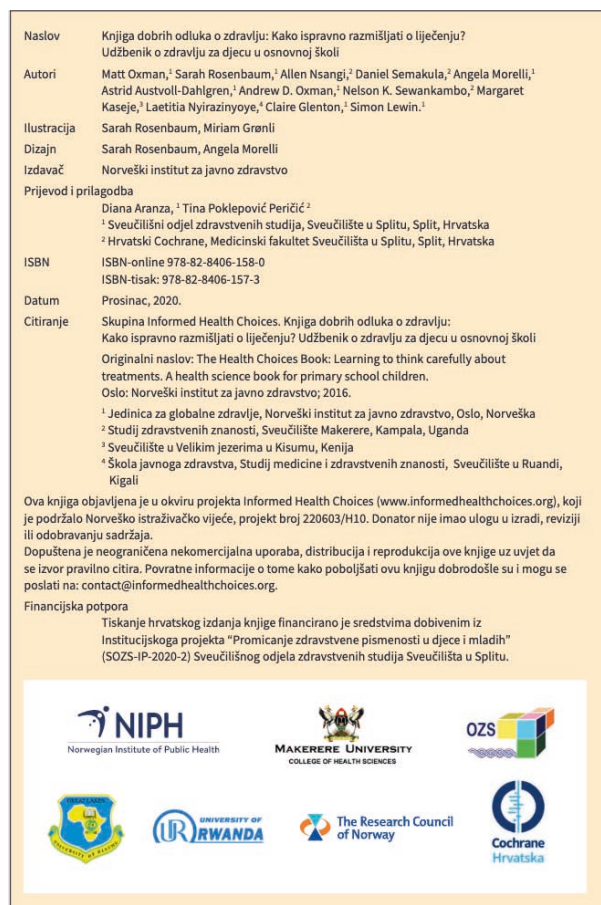 Naslov Knjiga dobrih odluka o zdravlju: Kako ispravno razmišljati o liječenju?
Udžbenik o zdravlju za djecu u osnovnoj školi
Autori Matt Oxman,¹ Sarah Rosenbaum,¹ Allen Nsangi,² Daniel Semakula,² Angela Morelli,¹
Astrid Austvoll-Dahlgren,¹ Andrew D. Oxman,¹ Nelson K. Sewankambo,² Margaret
Kaseje,³ Laetitia Nyirazinyoye,⁴ Claire Glenton,¹ Simon Lewin.¹
Ilustracija Sarah Rosenbaum, Miriam Grønli
Dizajn Sarah Rosenbaum, Angela Morelli
Izdavač Norveški institut za javno zdravstvo
Prijevod i prilagodba
Diana Aranza, ¹ Tina Poklepović Peričić ²
¹ Sveučilišni odjel zdravstvenih studija, Sveučilište u Splitu, Split, Hrvatska
² Hrvatski Cochrane, Medicinski fakultet Sveučilišta u Splitu, Split, Hrvatska
ISBN ISBN-online 978-82-8406-158-0
ISBN-tisak: 978-82-8406-157-3
Datum Prosinac, 2020.
Citiranje Skupina Informed Health Choices. Knjiga dobrih odluka o zdravlju:
Kako ispravno razmišljati o liječenju? Udžbenik o zdravlju za djecu u osnovnoj školi
Originalni naslov: The Health Choices Book: Learning to think carefully about
treatments. A health science book for primary school children.
Oslo: Norveški institut za javno zdravstvo; 2016.
¹ Jedinica za globalne zdravlje, Norveški institut za javno zdravstvo, Oslo, Norveška
² Studij zdravstvenih znanosti, Sveučilište Makerere, Kampala, Uganda
³ Sveučilište u Velikim jezerima u Kisumu, Kenija
⁴ Škola javnoga zdravstva, Studij medicine i zdravstvenih znanosti, Sveučilište u Ruandi,
Kigali
Ova knjiga objavljena je u okviru projekta Informed Health Choices (www.informedhealthchoices.org), koji
je podržalo Norveško istraživačko vijeće, projekt broj 220603/H10. Donator nije imao ulogu u izradi, reviziji
ili odobravanju sadržaja.
Dopuštena je neograničena nekomercijalna uporaba, distribucija i reprodukcija ove knjige uz uvjet da
se izvor pravilno citira. Povratne informacije o tome kako poboljšati ovu knjigu dobrodošle su i mogu se
poslati na: contact@informedhealthchoices.org.
Financijska potpora
Tiskanje hrvatskog izdanja knjige financirano je sredstvima dobivenim iz
Institucijskoga projekta “Promicanje zdravstvene pismenosti u djece i mladih”
(SOZS-IP-2020-2) Sveučilišnog odjela zdravstvenih studija Sveučilišta u Splitu.
NIPH
Norwegian Institute of Public Health
MAKERERE UNIVERSITY
COLLEGE OF HEALTH SCIENCES
OZS
GREAT LAKES
UR UNIVERSITY OF
RWANDA
The Research Council
of Norway
Cochrane
Hrvatska